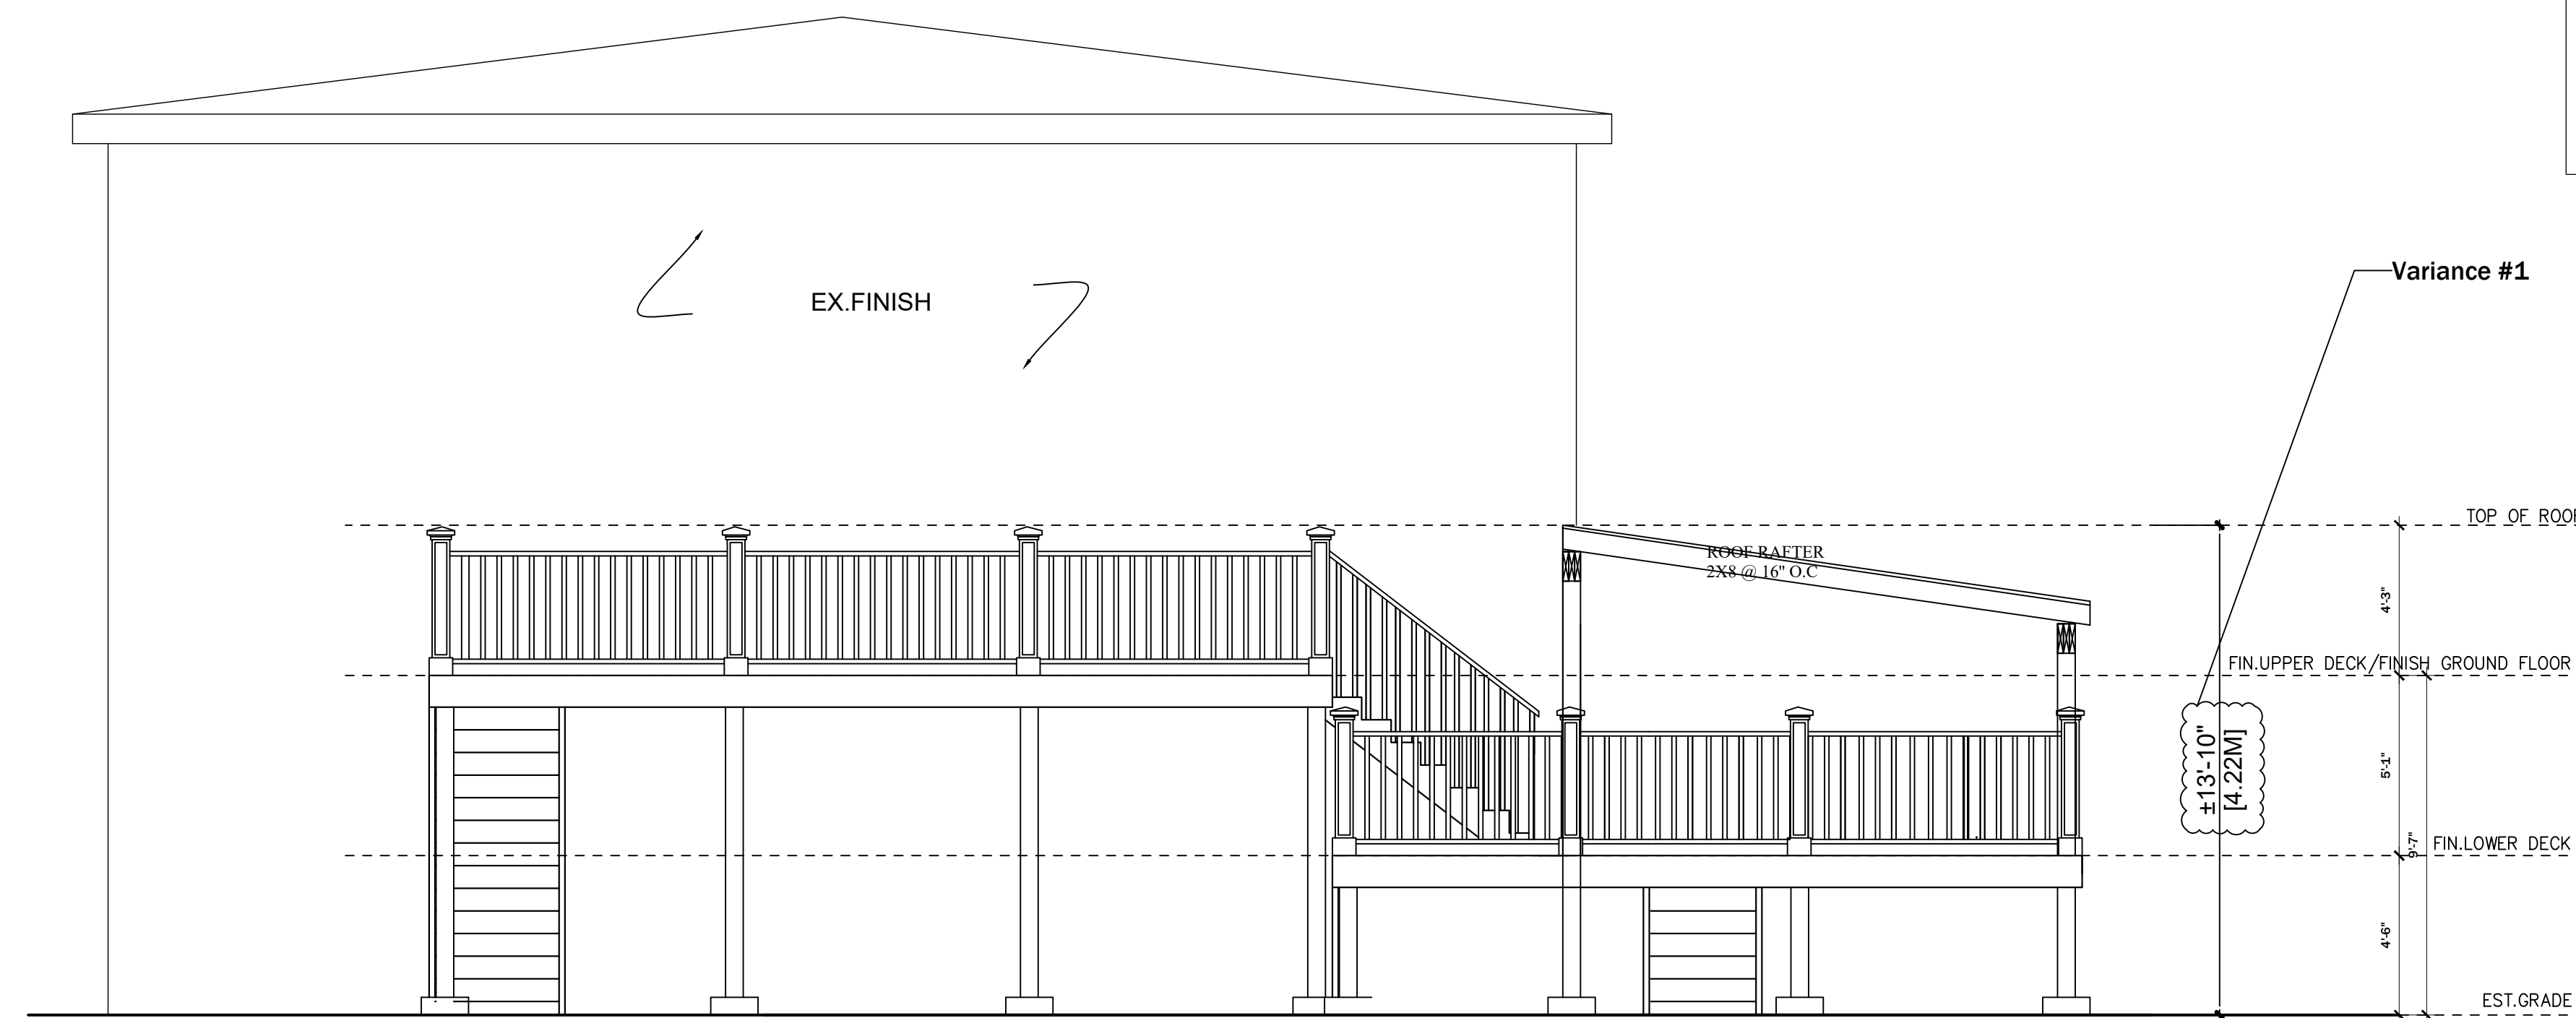 Variance #1
EX.FINISH
TOP OF ROOF
ROOF RAFTER
2X8 @ 16" O.C
4'-3"
FIN.UPPER DECK/FINISH GROUND FLOOR
±13'-10"
[4.22M]
5'-1"
9'-7"
FIN.LOWER DECK
4'-6"
EST.GRADE